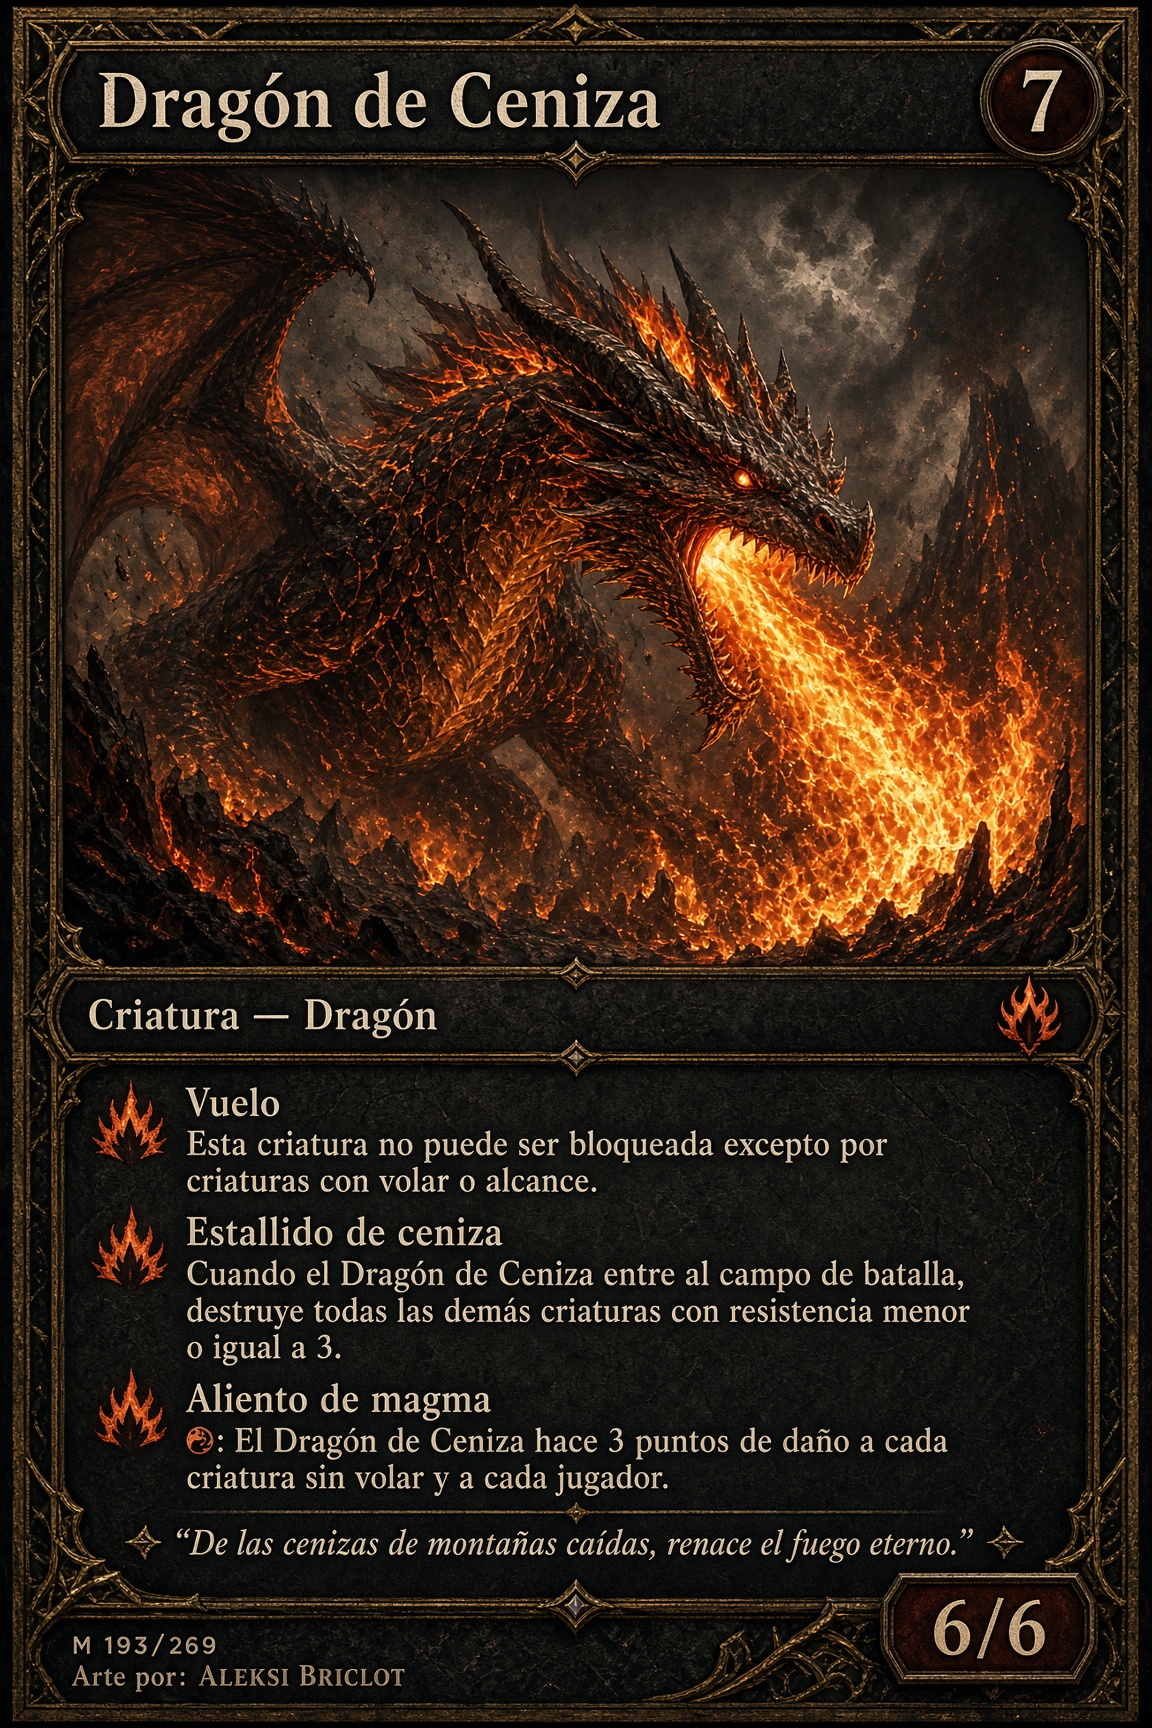 Dragón de Ceniza
7
Criatura — Dragón
Vuelo
Esta criatura no puede ser bloqueada excepto por
criaturas con volar o alcance.
Estallido de ceniza
Cuando el Dragón de Ceniza entre al campo de batalla,
destruye todas las demás criaturas con resistencia menor
o igual a 3.
Aliento de magma
: El Dragón de Ceniza hace 3 puntos de daño a cada
criatura sin volar y a cada jugador.
“De las cenizas de montañas caídas, renace el fuego eterno.”
6/6
M 193/269
Arte por: ALEKSI BRICLOT